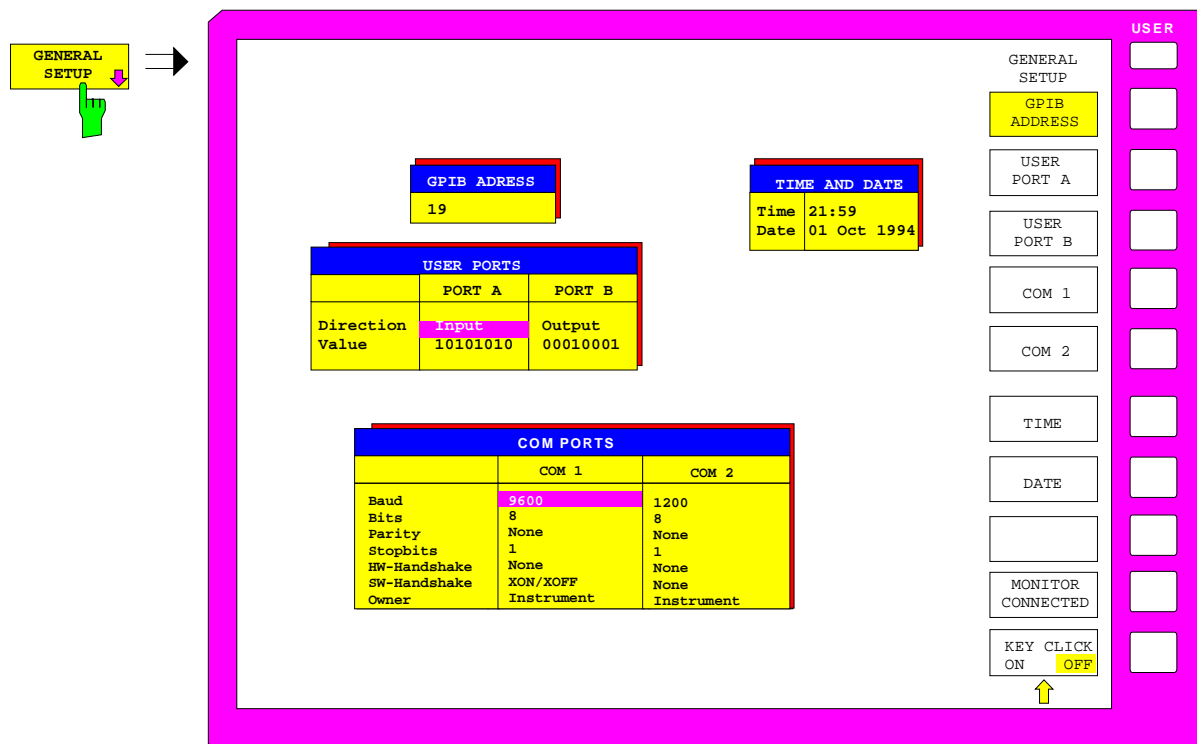 GENERAL
SETUP
USER
GENERAL
SETUP
GPIB
ADDRESS
USER
PORT A
USER
PORT B
COM 1
COM 2
TIME
DATE
MONITOR
CONNECTED
KEY CLICK
ON OFF
GPIB ADRESS
19
TIME AND DATE
Time 21:59
Date 01 Oct 1994
USER PORTS
PORT A PORT B
Direction Input Output
Value 10101010 00010001
COM PORTS
COM 1 COM 2
Baud 9600 1200
Bits 8 8
Parity None None
Stopbits 1 1
HW-Handshake None None
SW-Handshake XON/XOFF None
Owner Instrument Instrument